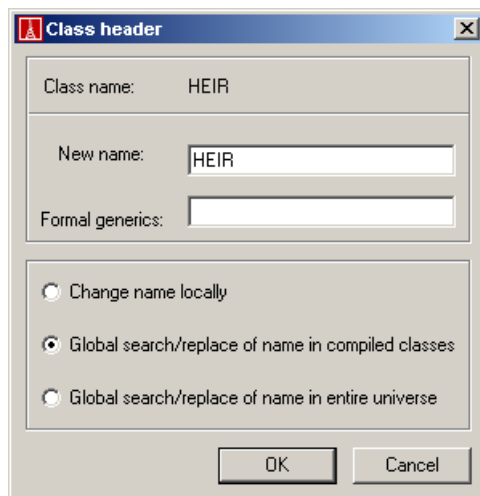 Class header
Class name: HEIR
New name: HEIR
Formal generics:
Change name locally
Global search/replace of name in compiled classes
Global search/replace of name in entire universe
OK Cancel